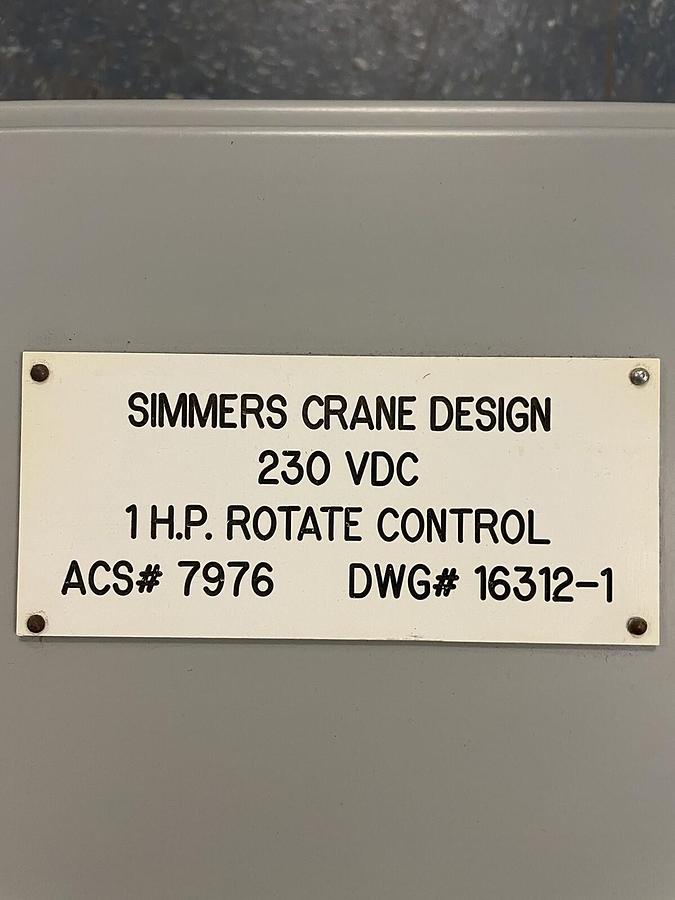 SIMMERS CRANE DESIGN
230 VDC
1 H.P. ROTATE CONTROL
ACS# 7976 DWG# 16312-1